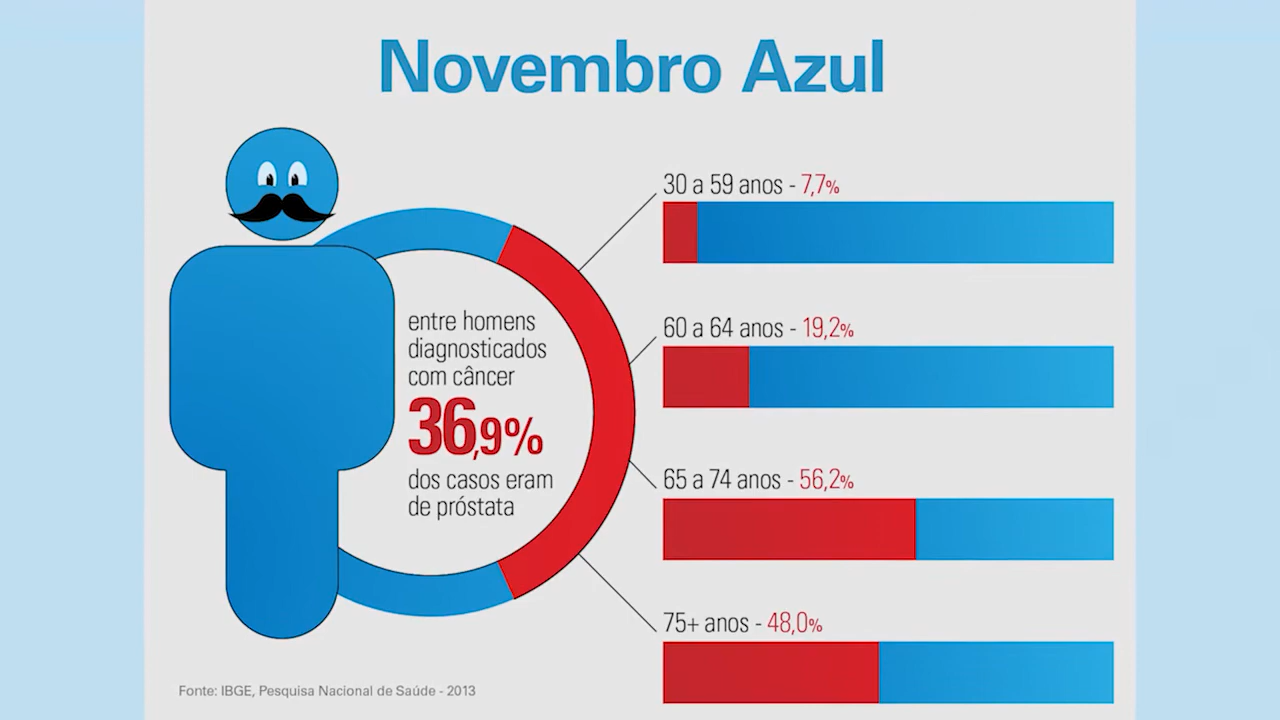 Novembro Azul
entre homens
diagnosticados
com câncer
36,9%
dos casos eram
de próstata
30 a 59 anos - 7,7%
60 a 64 anos - 19,2%
65 a 74 anos - 56,2%
75+ anos - 48,0%
Fonte: IBGE, Pesquisa Nacional de Saúde - 2013